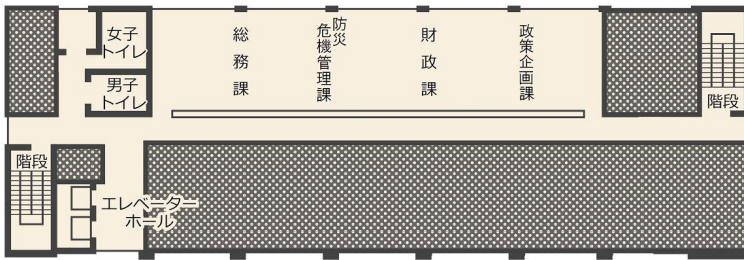 女子
トイレ
男子
トイレ
総務課
防災
危機管理課
財政課
政策企画課
階段
階段
エレベーター
ホール